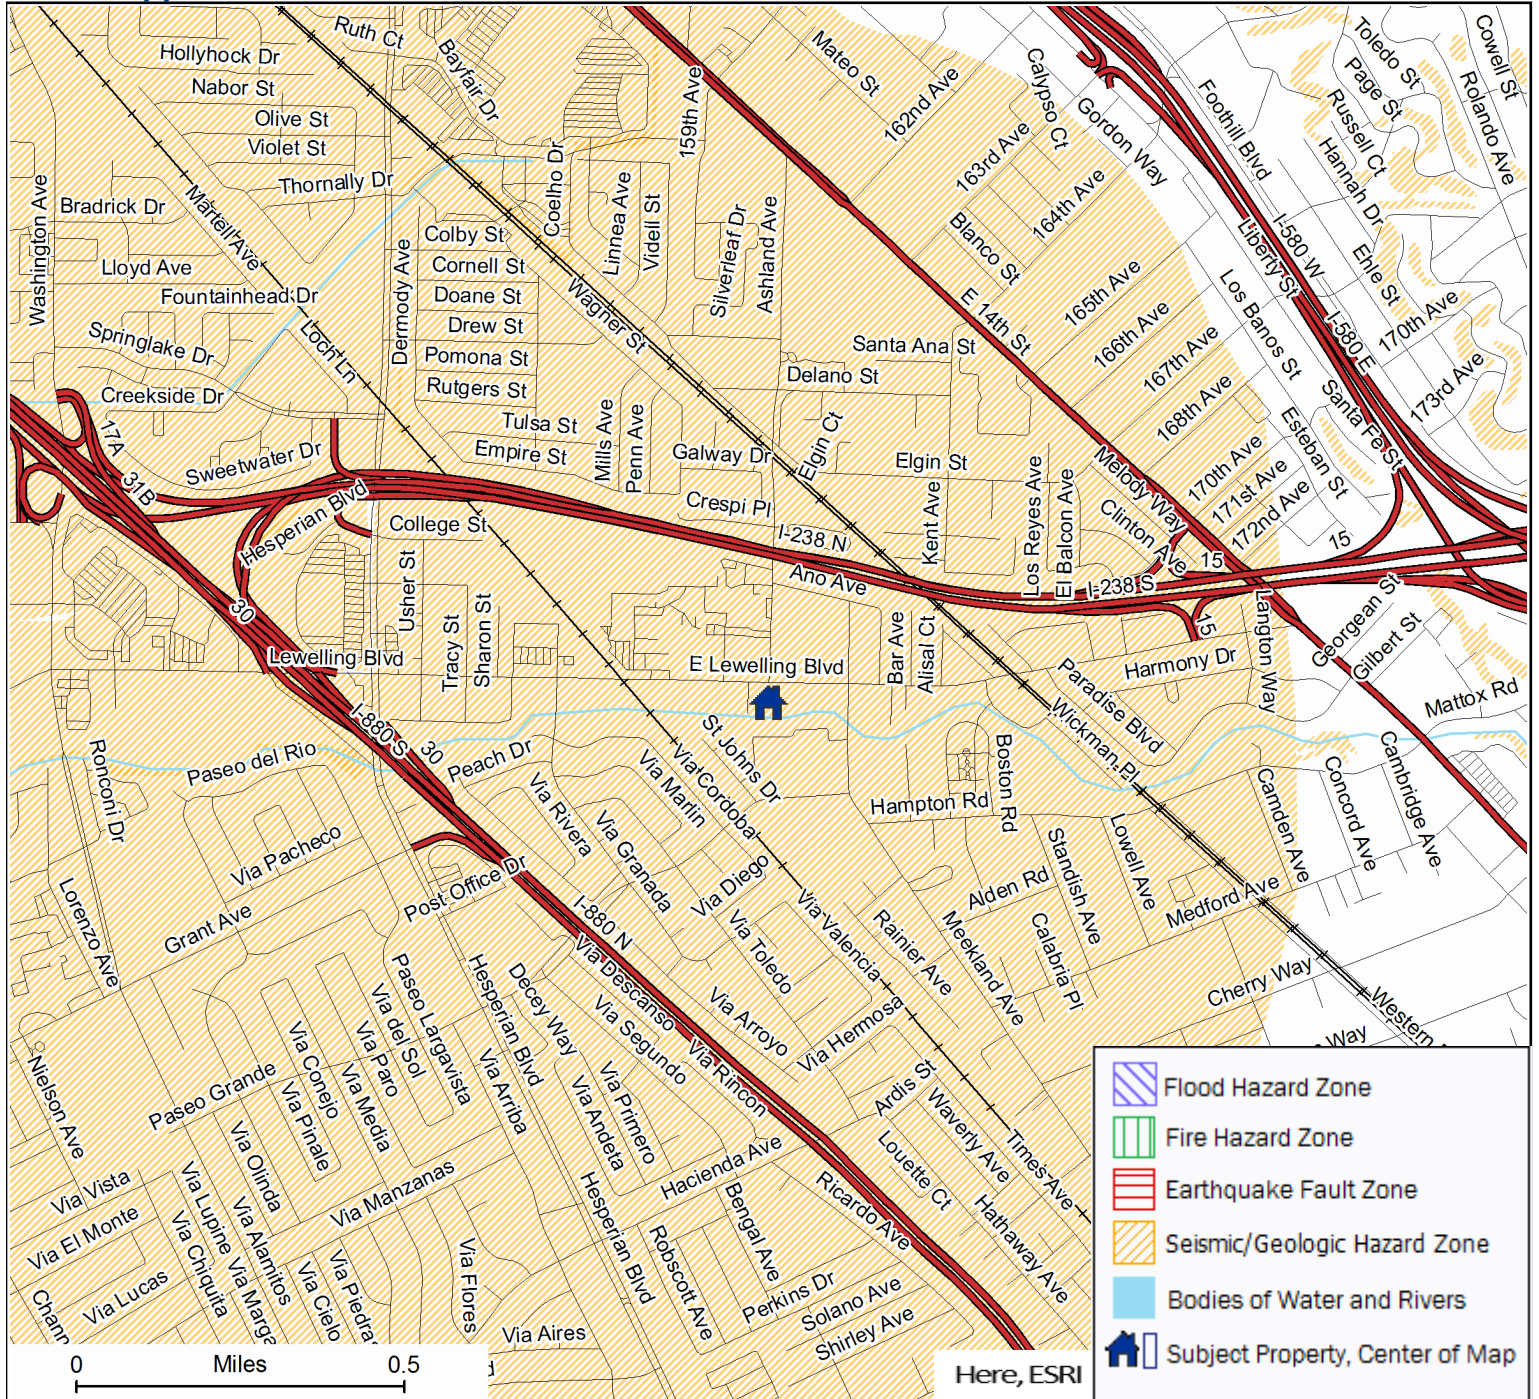 Ruth Ct
Hollyhock Dr
Bayfair Dr
Nabor St
Olive St
Violet St
Thornally Dr
Washington Ave
Bradrick Dr
Martell Ave
Lloyd Ave
Fountainhead Dr
Springlake Dr
Loch Ln
Creekside Dr
Dermody Ave
Colby St
Cornell St
Doane St
Drew St
Pomona St
Rutgers St
Tulsa St
Empire St
Coelho Dr
Linnea Ave
Videll St
159th Ave
Silverleaf Dr
Ashland Ave
Wagner St
Mateo St
162nd Ave
163rd Ave
164th Ave
Calypso Ct
Gordon Way
Foothill Blvd
Toledo St
Page St
Russell Ct
Hannah Dr
Cowell St
Rolando Ave
Blanco St
165th Ave
166th Ave
167th Ave
168th Ave
E 14th St
Liberty St
I-580 W
Ehle St
I-580 E
170th Ave
173rd Ave
Los Banos St
Santa Fe St
Esteban St
Santa Ana St
Delano St
Elgin Ct
Elgin St
Mills Ave
Penn Ave
Galway Dr
Crespi Pl
Kent Ave
Los Reyes Ave
El Balcon Ave
Melody Way
Clinton Ave
170th Ave
171st Ave
172nd Ave
15
15
15
17A
31B
Sweetwater Dr
Hesperian Blvd
College St
I-238 N
Ano Ave
I-238 S
30
Usher St
Tracy St
Sharon St
Lewelling Blvd
E Lewelling Blvd
Bar Ave
Alisal Ct
Harmony Dr
Langton Way
Georgean St
Gilbert St
Mattox Rd
Paradise Blvd
Wickman Pl
I-880 S
30
Ronconi Dr
Paseo del Rio
Peach Dr
St Johns Dr
Via Cordoba
Via Marlin
Via Rivera
Via Granada
Via Diego
Hampton Rd
Boston Rd
Camden Ave
Concord Ave
Cambridge Ave
Via Pacheco
Post Office Dr
Grant Ave
Lorenzo Ave
I-880 N
Via Descanso
Via Toledo
Via Valencia
Rainier Ave
Meekland Ave
Alden Rd
Standish Ave
Calabria Pl
Lowell Ave
Medford Ave
Cherry Way
Western
Way
Paseo Largavista
Hesperian Blvd
Decey Way
Via Segundo
Via Arroyo
Via Hermosa
Via Rincon
Via del Sol
Via Paro
Via Conejo
Via Media
Via Pinale
Paseo Grande
Nielson Ave
Via Arriba
Via Primero
Via Andeta
Hacienda Ave
Ardis St
Waverly Ave
Louette Ct
Times Ave
Hathaway Ave
Via Olinda
Via Vista
Via El Monte
Via Lupine
Via Alamitos
Via Manzanas
Via Chiquita
Via Marga
Via Cielo
Via Piedra
Via Lucas
Chann
Via Flores
Hesperian Blvd
Bengal Ave
Robscott Ave
Ricardo Ave
Perkins Dr
Solano Ave
Shirley Ave
Via Aires
Flood Hazard Zone
Fire Hazard Zone
Earthquake Fault Zone
Seismic/Geologic Hazard Zone
Bodies of Water and Rivers
Subject Property, Center of Map
0 Miles 0.5
Here, ESRI